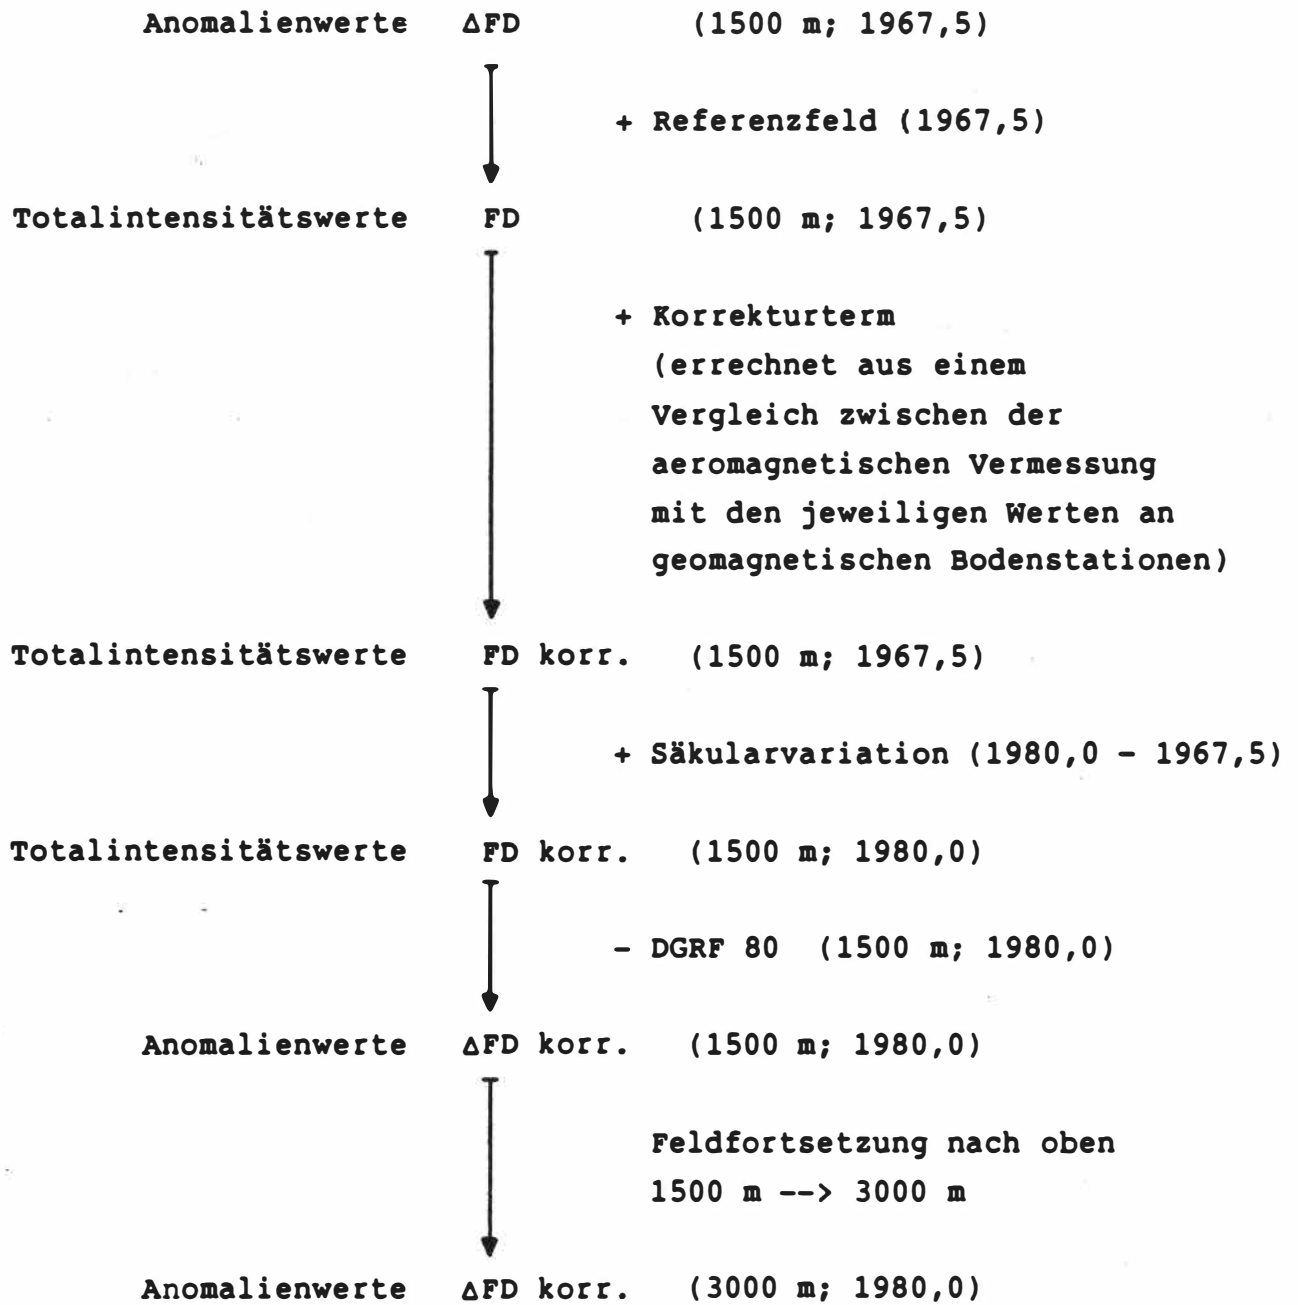 Anomalienwerte ΔFD (1500 m; 1967,5)
+ Referenzfeld (1967,5)
Totalintensitätswerte FD (1500 m; 1967,5)
+ Korrekturterm
(errechnet aus einem
Vergleich zwischen der
aeromagnetischen Vermessung
mit den jeweiligen Werten an
geomagnetischen Bodenstationen)
Totalintensitätswerte FD korr. (1500 m; 1967,5)
+ Säkularvariation (1980,0 - 1967,5)
Totalintensitätswerte FD korr. (1500 m; 1980,0)
- DGRF 80 (1500 m; 1980,0)
Anomalienwerte ΔFD korr. (1500 m; 1980,0)
Feldfortsetzung nach oben
1500 m --> 3000 m
Anomalienwerte ΔFD korr. (3000 m; 1980,0)